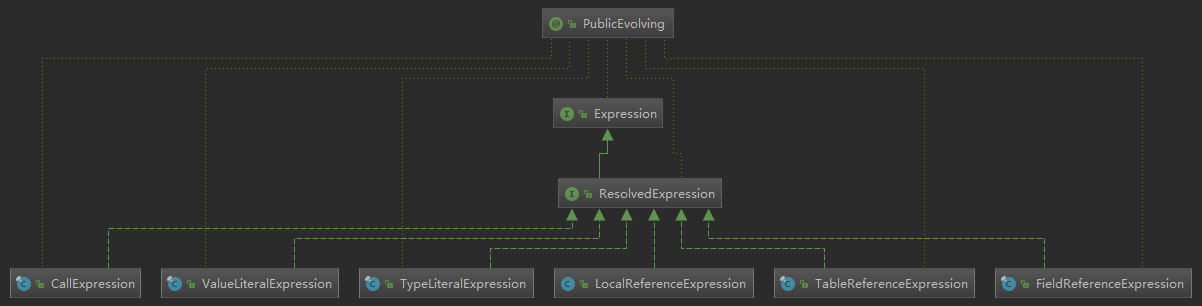 @ PublicEvolving
I Expression
I ResolvedExpression
C CallExpression
C ValueLiteralExpression
C TypeLiteralExpression
C LocalReferenceExpression
C TableReferenceExpression
C FieldReferenceExpression